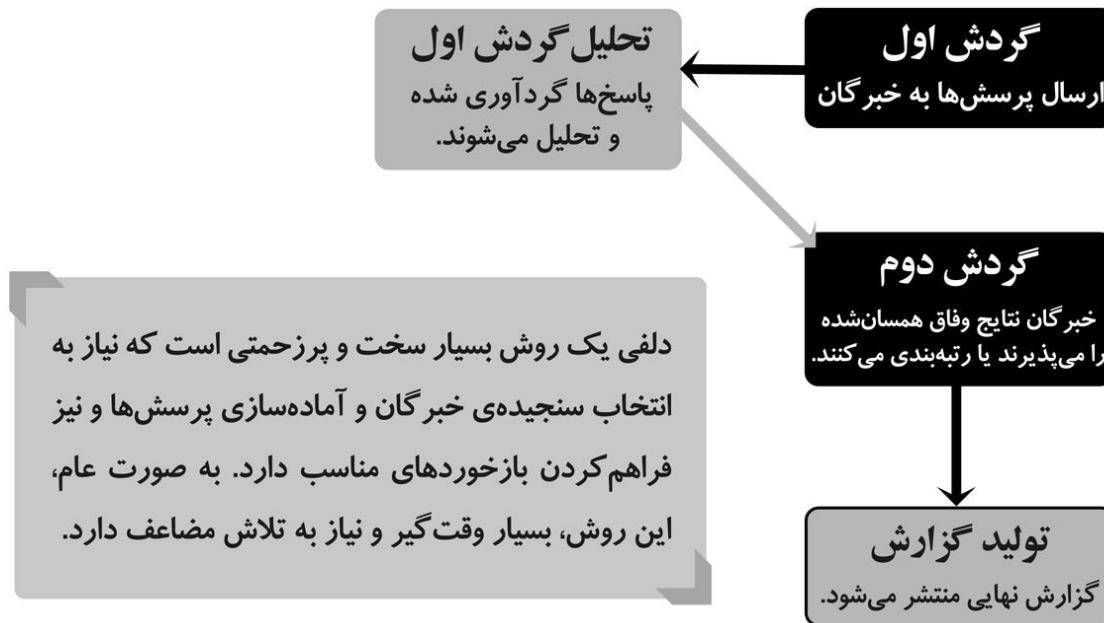 گردش اول
ارسال پرسش‌ها به خبرگان
تحلیل گردش اول
پاسخ‌ها گردآوری شده
و تحلیل می‌شوند.
گردش دوم
خبرگان نتایج وفاق همسان‌شده
را می‌پذیرند یا رتبه‌بندی می‌کنند.
تولید گزارش
گزارش نهایی منتشر می‌شود.
دلفی یک روش بسیار سخت و پرزحمتی است که نیاز به
انتخاب سنجیده‌ی خبرگان و آماده‌سازی پرسش‌ها و نیز
فراهم‌کردن بازخوردهای مناسب دارد. به صورت عام،
این روش، بسیار وقت‌گیر و نیاز به تلاش مضاعف دارد.